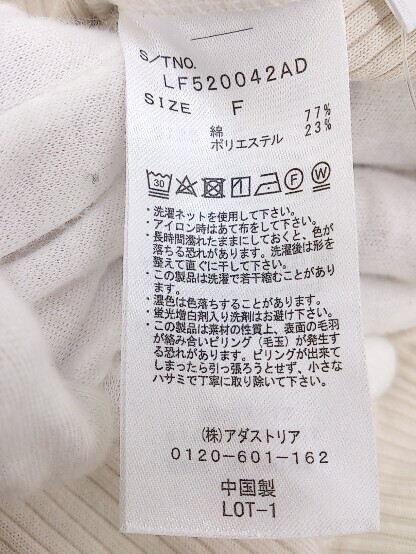 S/TNO.
LF520042AD
SIZE F
綿 77%
ポリエステル 23%
30 F W
・洗濯ネットを使用して下さい。
・アイロン時はあて布をして下さい。
・長時間濡れたままにしておくと、色が
落ちる恐れがあります。洗濯後は形を
整えて直ぐに干して下さい。
・この製品は洗濯で若干縮むことがあり
ます。
・濃色は色落ちすることがあります。
・蛍光増白剤入り洗剤はお避け下さい。
・この製品は素材の性質上、表面の毛羽
が絡み合いピリング(毛玉)が発生す
る恐れがあります。ピリングが出来て
しまったら引っ張ろうとせず、小さな
ハサミで丁寧に取り除いて下さい。
(株)アダストリア
0120-601-162
中国製
LOT-1